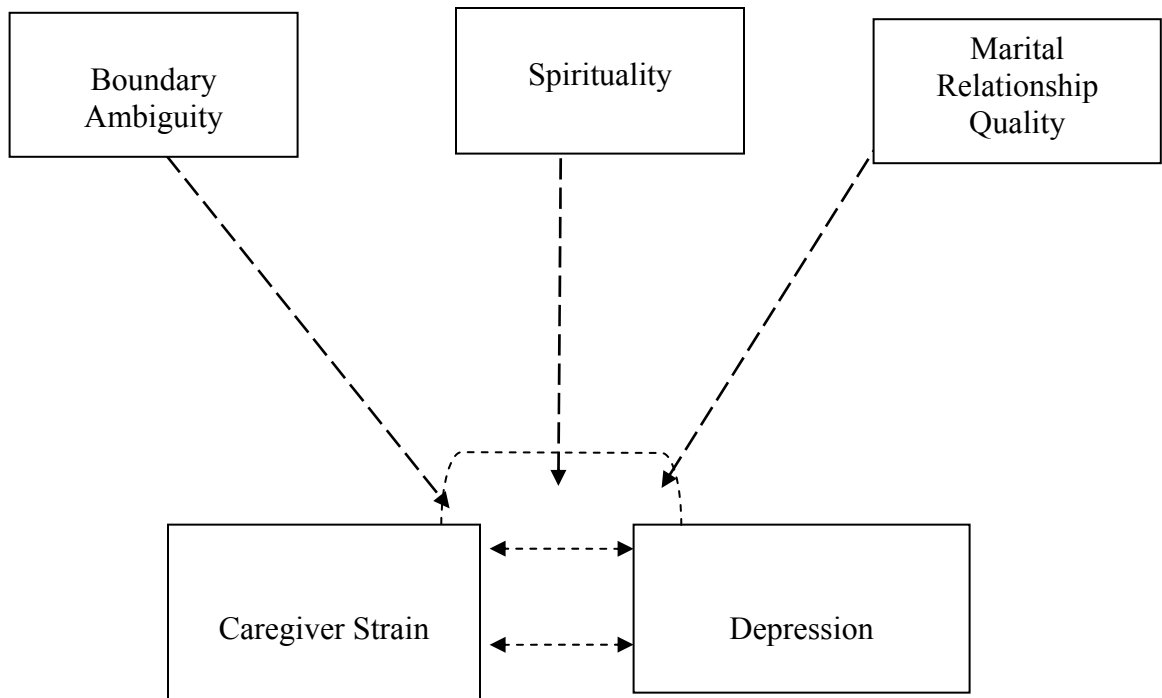 Boundary
Ambiguity
Spirituality
Marital
Relationship
Quality
Caregiver Strain
Depression